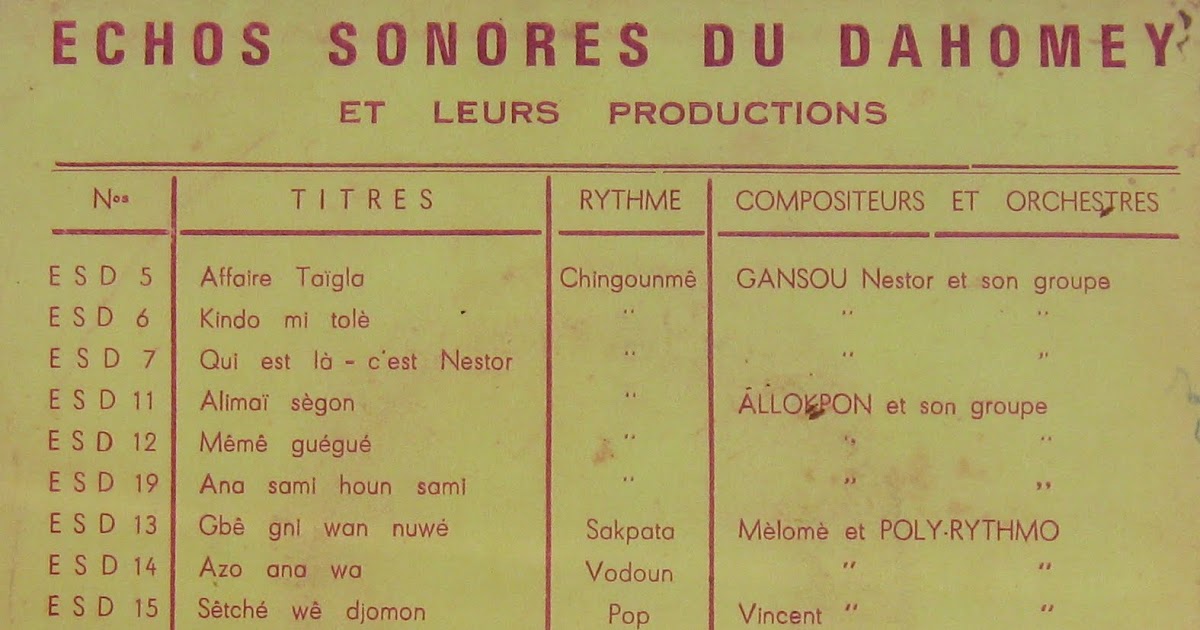 ECHOS SONORES DU DAHOMEY
ET LEURS PRODUCTIONS
Nos TITRES RYTHME COMPOSITEURS ET ORCHESTRES
ESD 5 Affaire Taïgla Chingounmê GANSOU Nestor et son groupe
ESD 6 Kindo mi tolè " " "
ESD 7 Qui est là - c'est Nestor " " "
ESD 11 Alimaï sègon " ALLOKPON et son groupe
ESD 12 Mêmê guégué " " "
ESD 19 Ana sami houn sami " " "
ESD 13 Gbê gni wan nuwé Sakpata Mèlomè et POLY-RYTHMO
ESD 14 Azo ana wa Vodoun " "
ESD 15 Sêtché wê djomon Pop Vincent " "